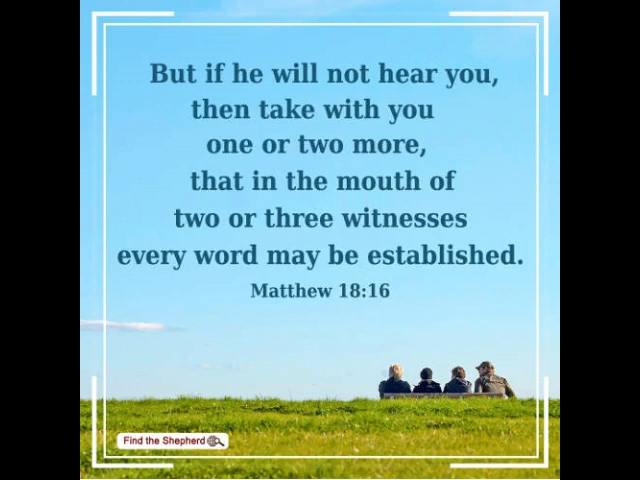 But if he will not hear you,
then take with you
one or two more,
that in the mouth of
two or three witnesses
every word may be established.
Matthew 18:16
Find the Shepherd